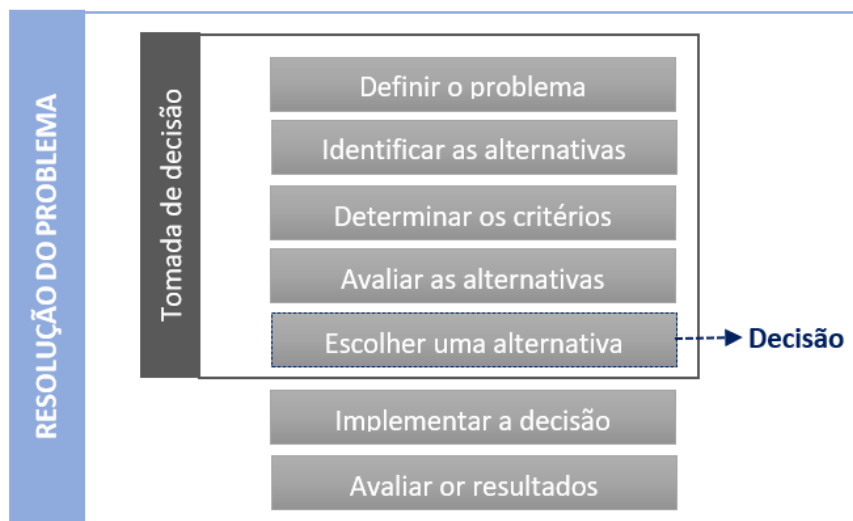 RESOLUÇÃO DO PROBLEMA
Tomada de decisão
Definir o problema
Identificar as alternativas
Determinar os critérios
Avaliar as alternativas
Escolher uma alternativa
Decisão
Implementar a decisão
Avaliar or resultados